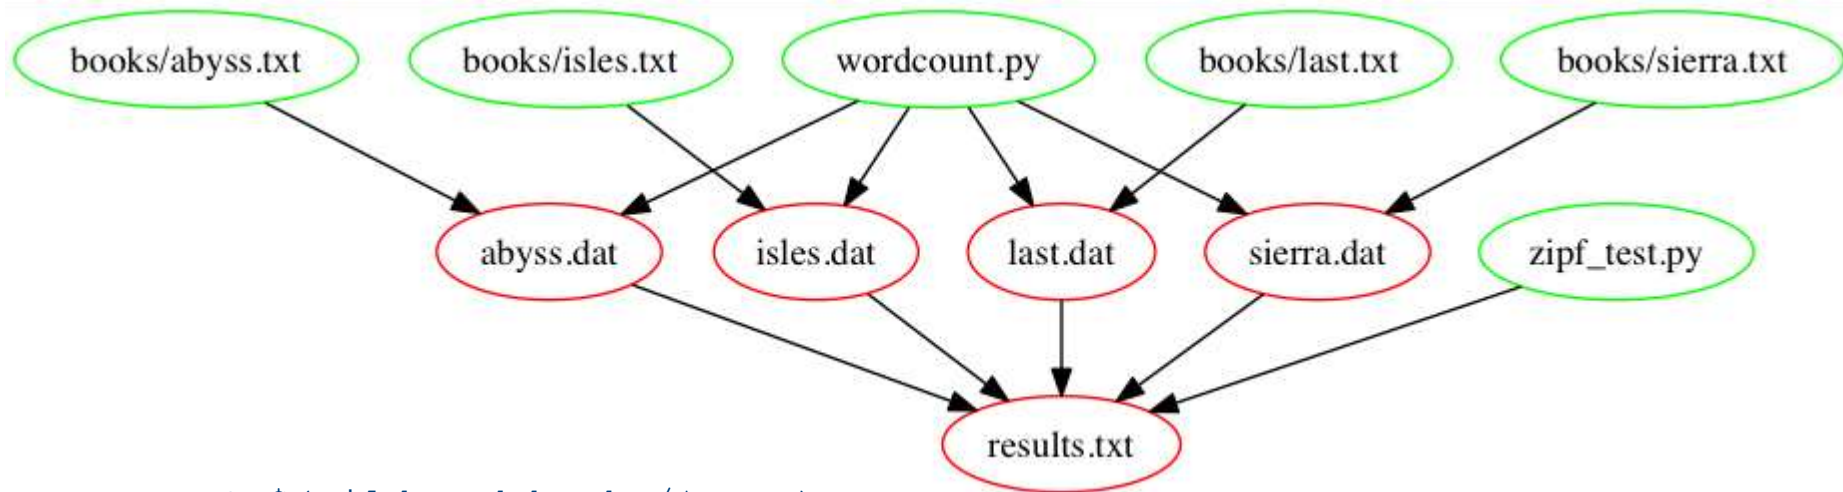 books/abyss.txt books/isles.txt wordcount.py books/last.txt books/sierra.txt
abyss.dat isles.dat last.dat sierra.dat zipf_test.py
results.txt